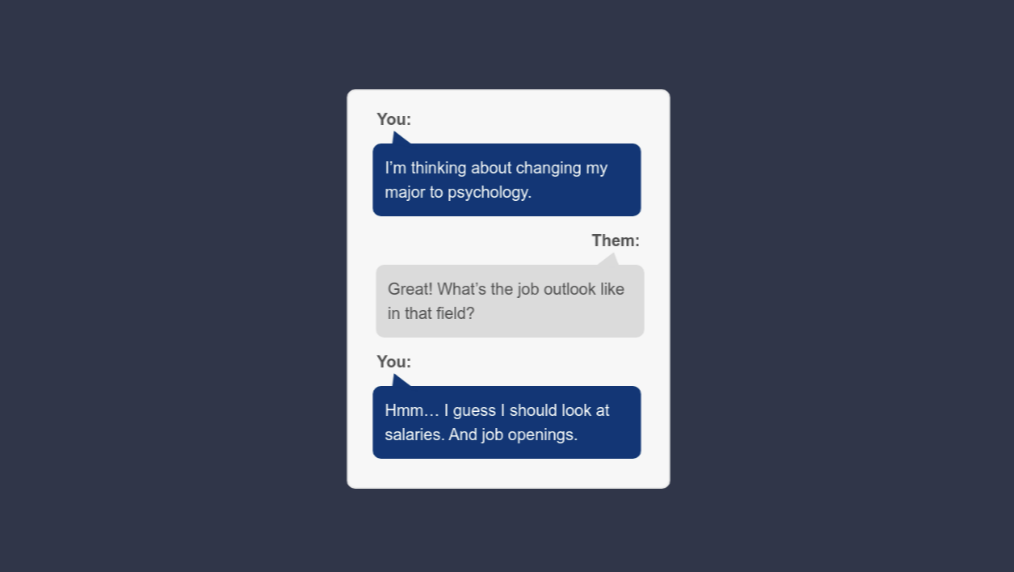 You:
I’m thinking about changing my
major to psychology.
Them:
Great! What’s the job outlook like
in that field?
You:
Hmm… I guess I should look at
salaries. And job openings.